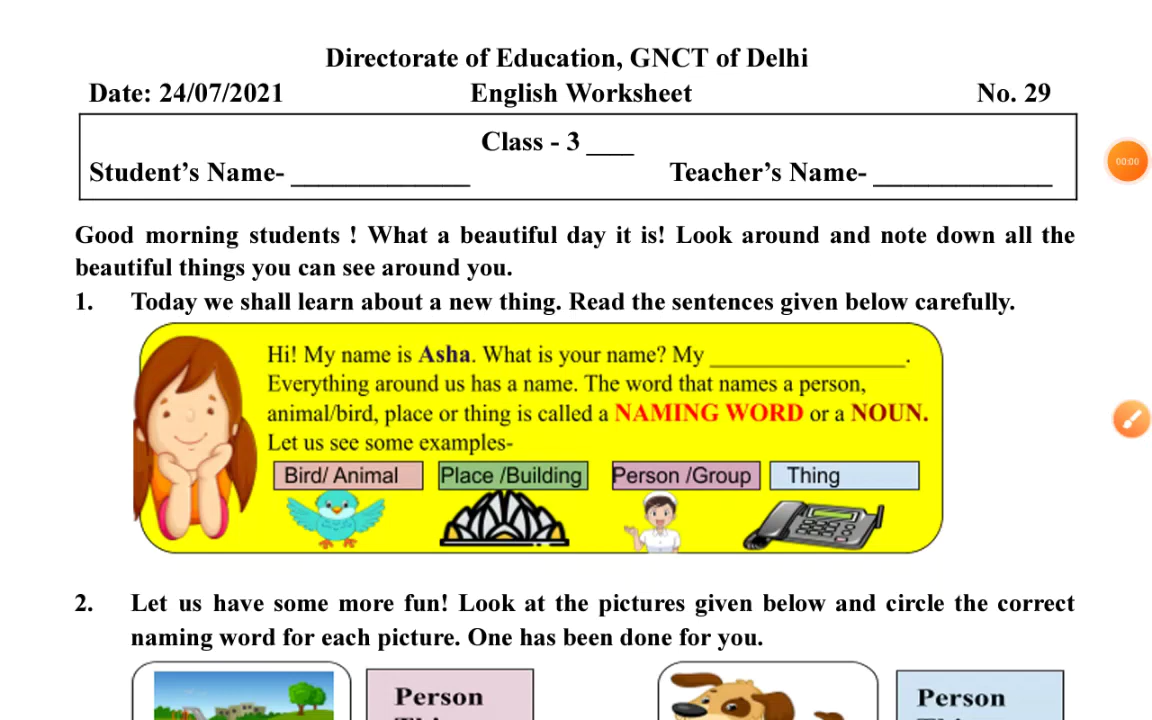 Directorate of Education, GNCT of Delhi
Date: 24/07/2021 English Worksheet No. 29
Class - 3 ____
Student’s Name- _____________ Teacher’s Name- _____________
Good morning students ! What a beautiful day it is! Look around and note down all the
beautiful things you can see around you.
1. Today we shall learn about a new thing. Read the sentences given below carefully.
Hi! My name is Asha. What is your name? My __________________.
Everything around us has a name. The word that names a person,
animal/bird, place or thing is called a NAMING WORD or a NOUN.
Let us see some examples-
Bird/ Animal Place /Building Person /Group Thing
2. Let us have some more fun! Look at the pictures given below and circle the correct
naming word for each picture. One has been done for you.
Person Person
00:00